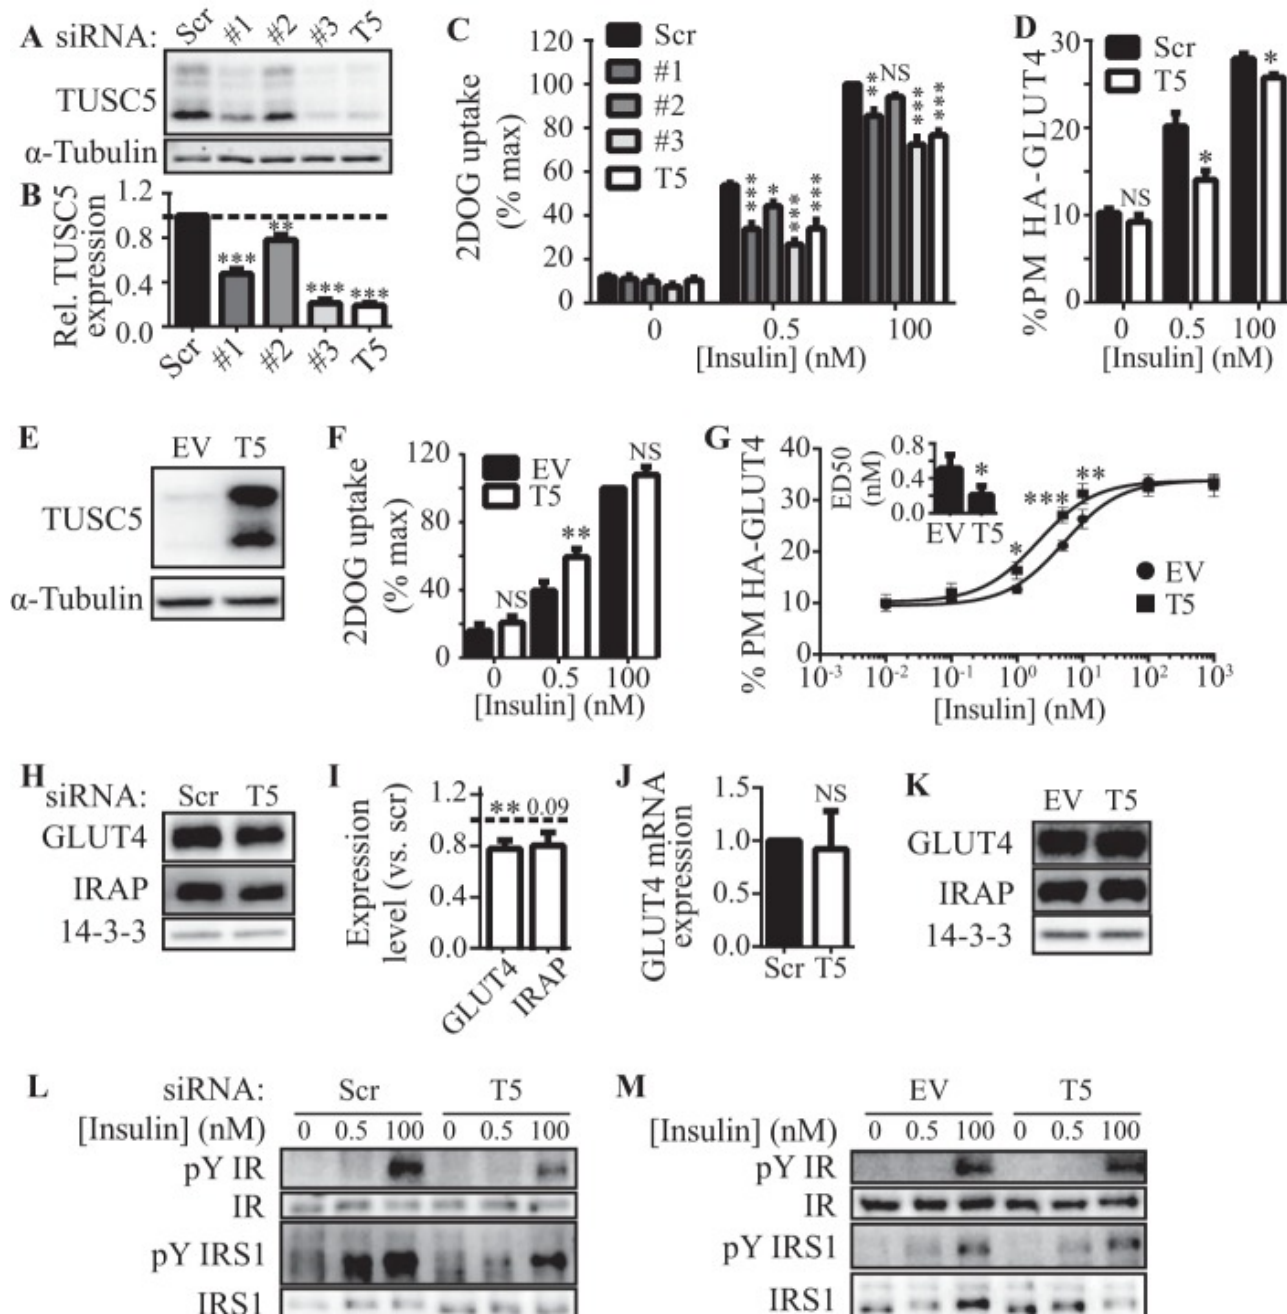 A siRNA: Scr #1 #2 #3 T5
TUSC5
α-Tubulin
B
Rel. TUSC5
expression
1.2
0.8
0.4
0.0
***
**
***
***
Scr #1 #2 #3 T5
C
2DOG uptake
(% max)
120
100
80
60
40
20
0
Scr
#1
#2
#3
T5
*** * *** ***
** NS *** ***
0 0.5 100
[Insulin] (nM)
D
%PM HA-GLUT4
30
20
10
0
Scr
T5
NS * *
0 0.5 100
[Insulin] (nM)
E
EV T5
TUSC5
α-Tubulin
F
2DOG uptake
(% max)
120
80
40
0
EV
T5
NS ** NS
0 0.5 100
[Insulin] (nM)
G
% PM HA-GLUT4
40
30
20
10
0
ED50
(nM)
0.8
0.4
0.0
*
EV T5
* *** **
EV
T5
10-3 10-2 10-1 100 101 102 103
[Insulin] (nM)
H
siRNA: Scr T5
GLUT4
IRAP
14-3-3
I
Expression
level (vs. scr)
1.2
0.8
0.4
0.0
** 0.09
GLUT4 IRAP
J
GLUT4 mRNA
expression
1.5
1.0
0.5
0.0
NS
Scr T5
K
EV T5
GLUT4
IRAP
14-3-3
L
siRNA: Scr T5
[Insulin] (nM) 0 0.5 100 0 0.5 100
pY IR
IR
pY IRS1
IRS1
M
EV T5
[Insulin] (nM) 0 0.5 100 0 0.5 100
pY IR
IR
pY IRS1
IRS1